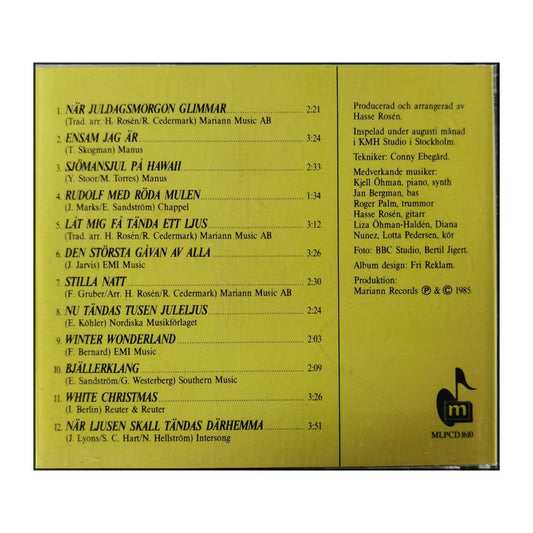 1. NÄR JULDAGSMORGON GLIMMAR 2:21
(Trad. arr. H. Rosén/R. Cedermark) Mariann Music AB
2. ENSAM JAG ÄR 3:24
(T. Skogman) Manus
3. SJÖMANSJUL PÅ HAWAII 2:33
(Y. Stoor/M. Torres) Manus
4. RUDOLF MED RÖDA MULEN 1:34
(J. Marks/E. Sandström) Chappel
5. LÅT MIG FÅ TÄNDA ETT LJUS 3:12
(Trad. arr. H. Rosén/R. Cedermark) Mariann Music AB
6. DEN STÖRSTA GÅVAN AV ALLA 3:26
(J. Jarvis) EMI Music
7. STILLA NATT 2:30
(F. Gruber/Arr H. Rosén/R. Cedermark) Mariann Music AB
8. NU TÄNDAS TUSEN JULELJUS 2:24
(E. Köhler) Nordiska Musikförlaget
9. WINTER WONDERLAND 2:03
(F. Bernard) EMI Music
10. BJÄLLERKLANG 2:09
(E. Sandström/G. Westerberg) Southern Music
11. WHITE CHRISTMAS 3:26
(I. Berlin) Reuter & Reuter
12. NÄR LJUSEN SKALL TÄNDAS DÄRHEMMA 3:51
(J. Lyons/S. C. Hart/N. Hellström) Intersong
Producerad och arrangerad av
Hasse Rosén.
Inspelad under augusti månad
i KMH Studio i Stockholm.
Tekniker: Conny Ebegård.
Medverkande musiker:
Kjell Öhman, piano, synth
Jan Bergman, bas
Roger Palm, trummor
Hasse Rosén, gitarr
Liza Öhman-Haldén, Diana
Nunez, Lotta Pedersen, kör
Foto: BBC Studio, Bertil Jigert.
Album design: Fri Reklam.
Produktion:
Mariann Records ℗ & © 1985.
m
MLPCD 1610